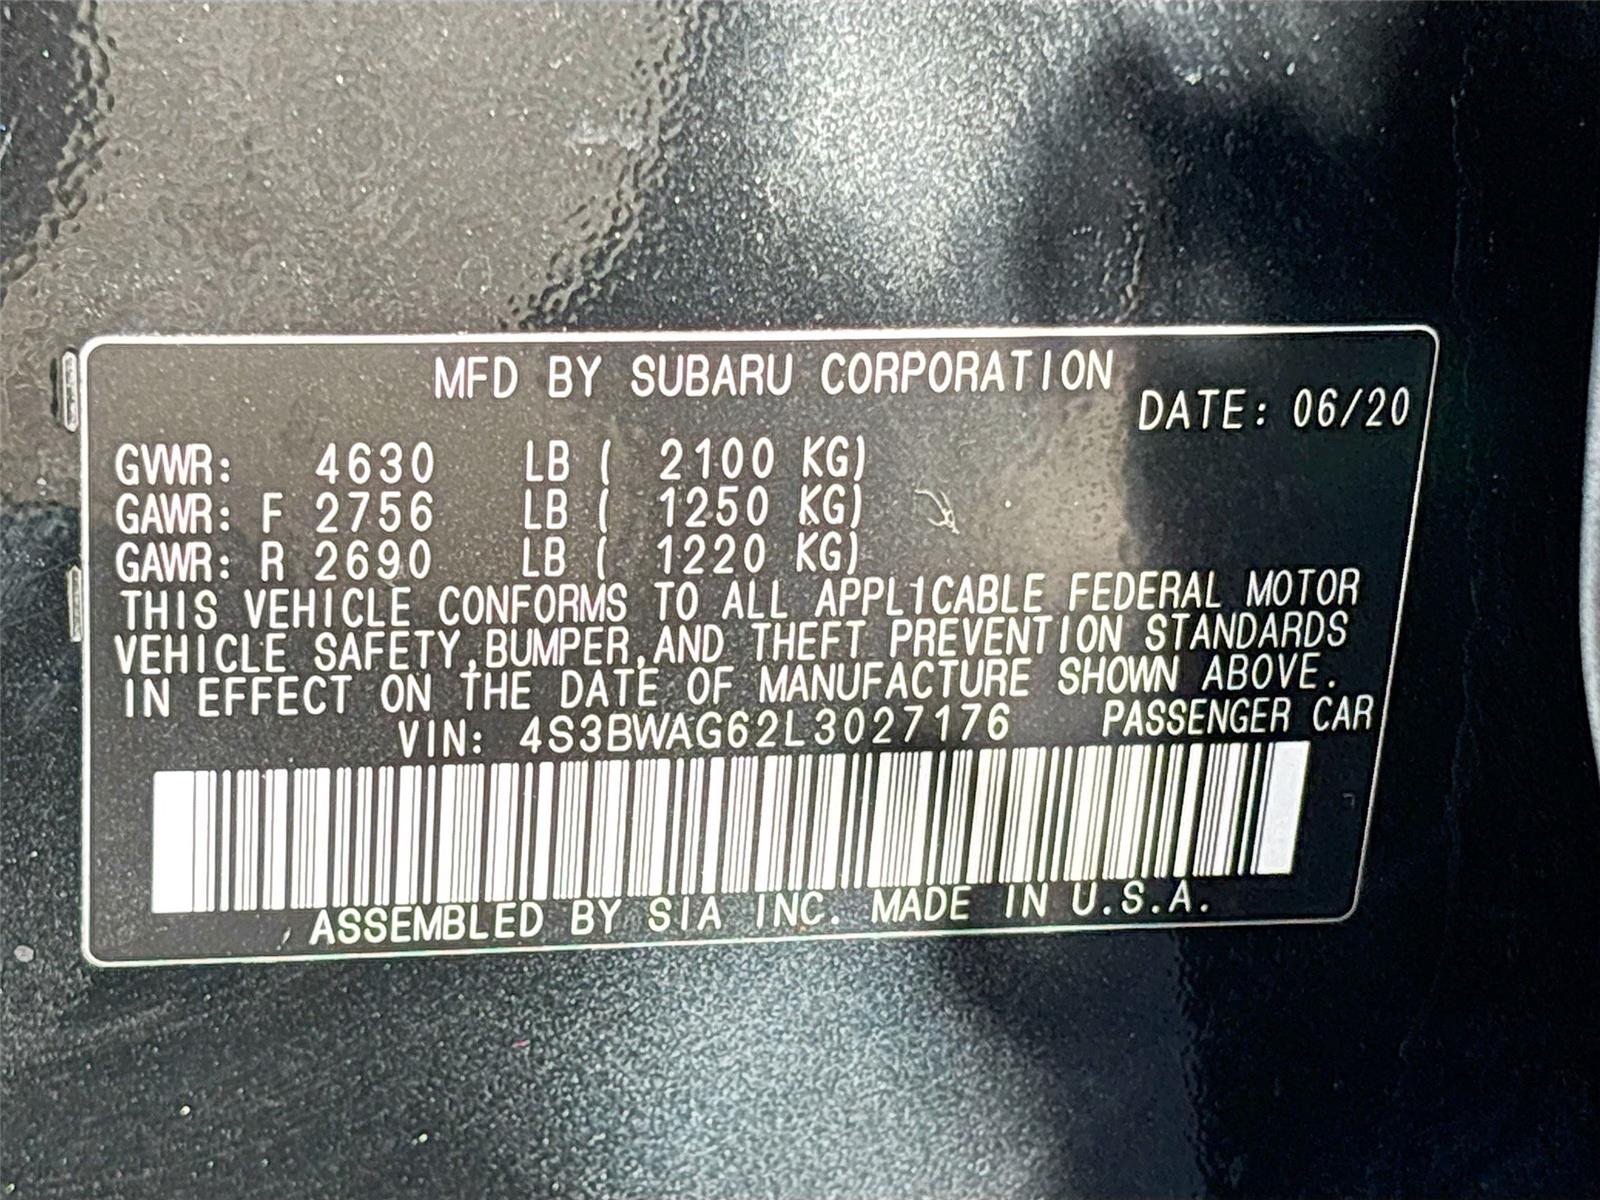 MFD BY SUBARU CORPORATION
DATE: 06/20
GVWR: 4630 LB ( 2100 KG)
GAWR: F 2756 LB ( 1250 KG)
GAWR: R 2690 LB ( 1220 KG)
THIS VEHICLE CONFORMS TO ALL APPL1CABLE FEDERAL MOTOR
VEHICLE SAFETY,BUMPER,AND THEFT PREVENTION STANDARDS
IN EFFECT ON THE DATE OF MANUFACTURE SHOWN ABOVE.
VIN: 4S3BWAG62L3027176 PASSENGER CAR
ASSEMBLED BY SIA INC. MADE IN U.S.A.